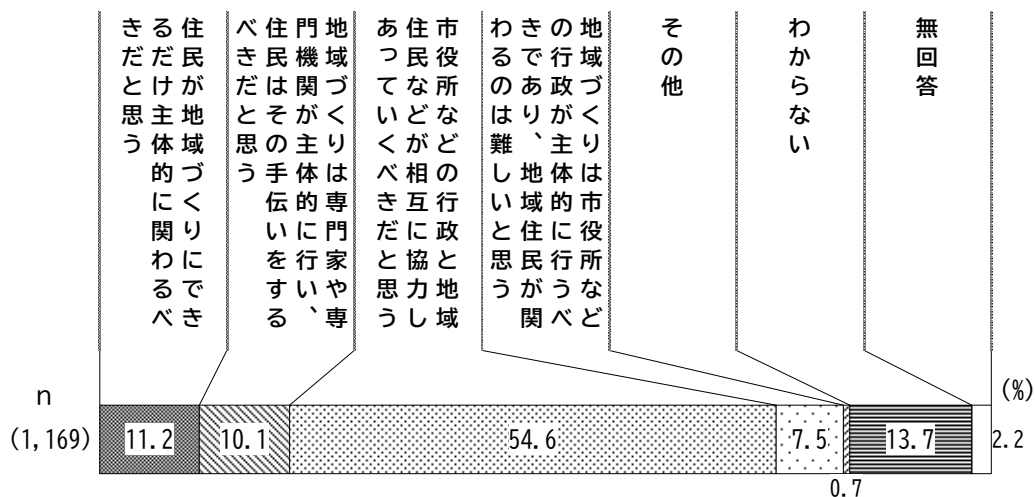 住民が地域づくりにでき
るだけ主体的に関わるべ
きだと思う
地域づくりは専門家や専
門機関が主体的に行い、
住民はその手伝いをする
べきだと思う
市役所などの行政と地域
住民などが相互に協力し
あっていくべきだと思う
地域づくりは市役所など
の行政が主体的に行うべ
きであり、地域住民が関
わるのは難しいと思う
その他
わからない
無回答
n
(%)
(1,169)
11.2
10.1
54.6
7.5
0.7
13.7
2.2